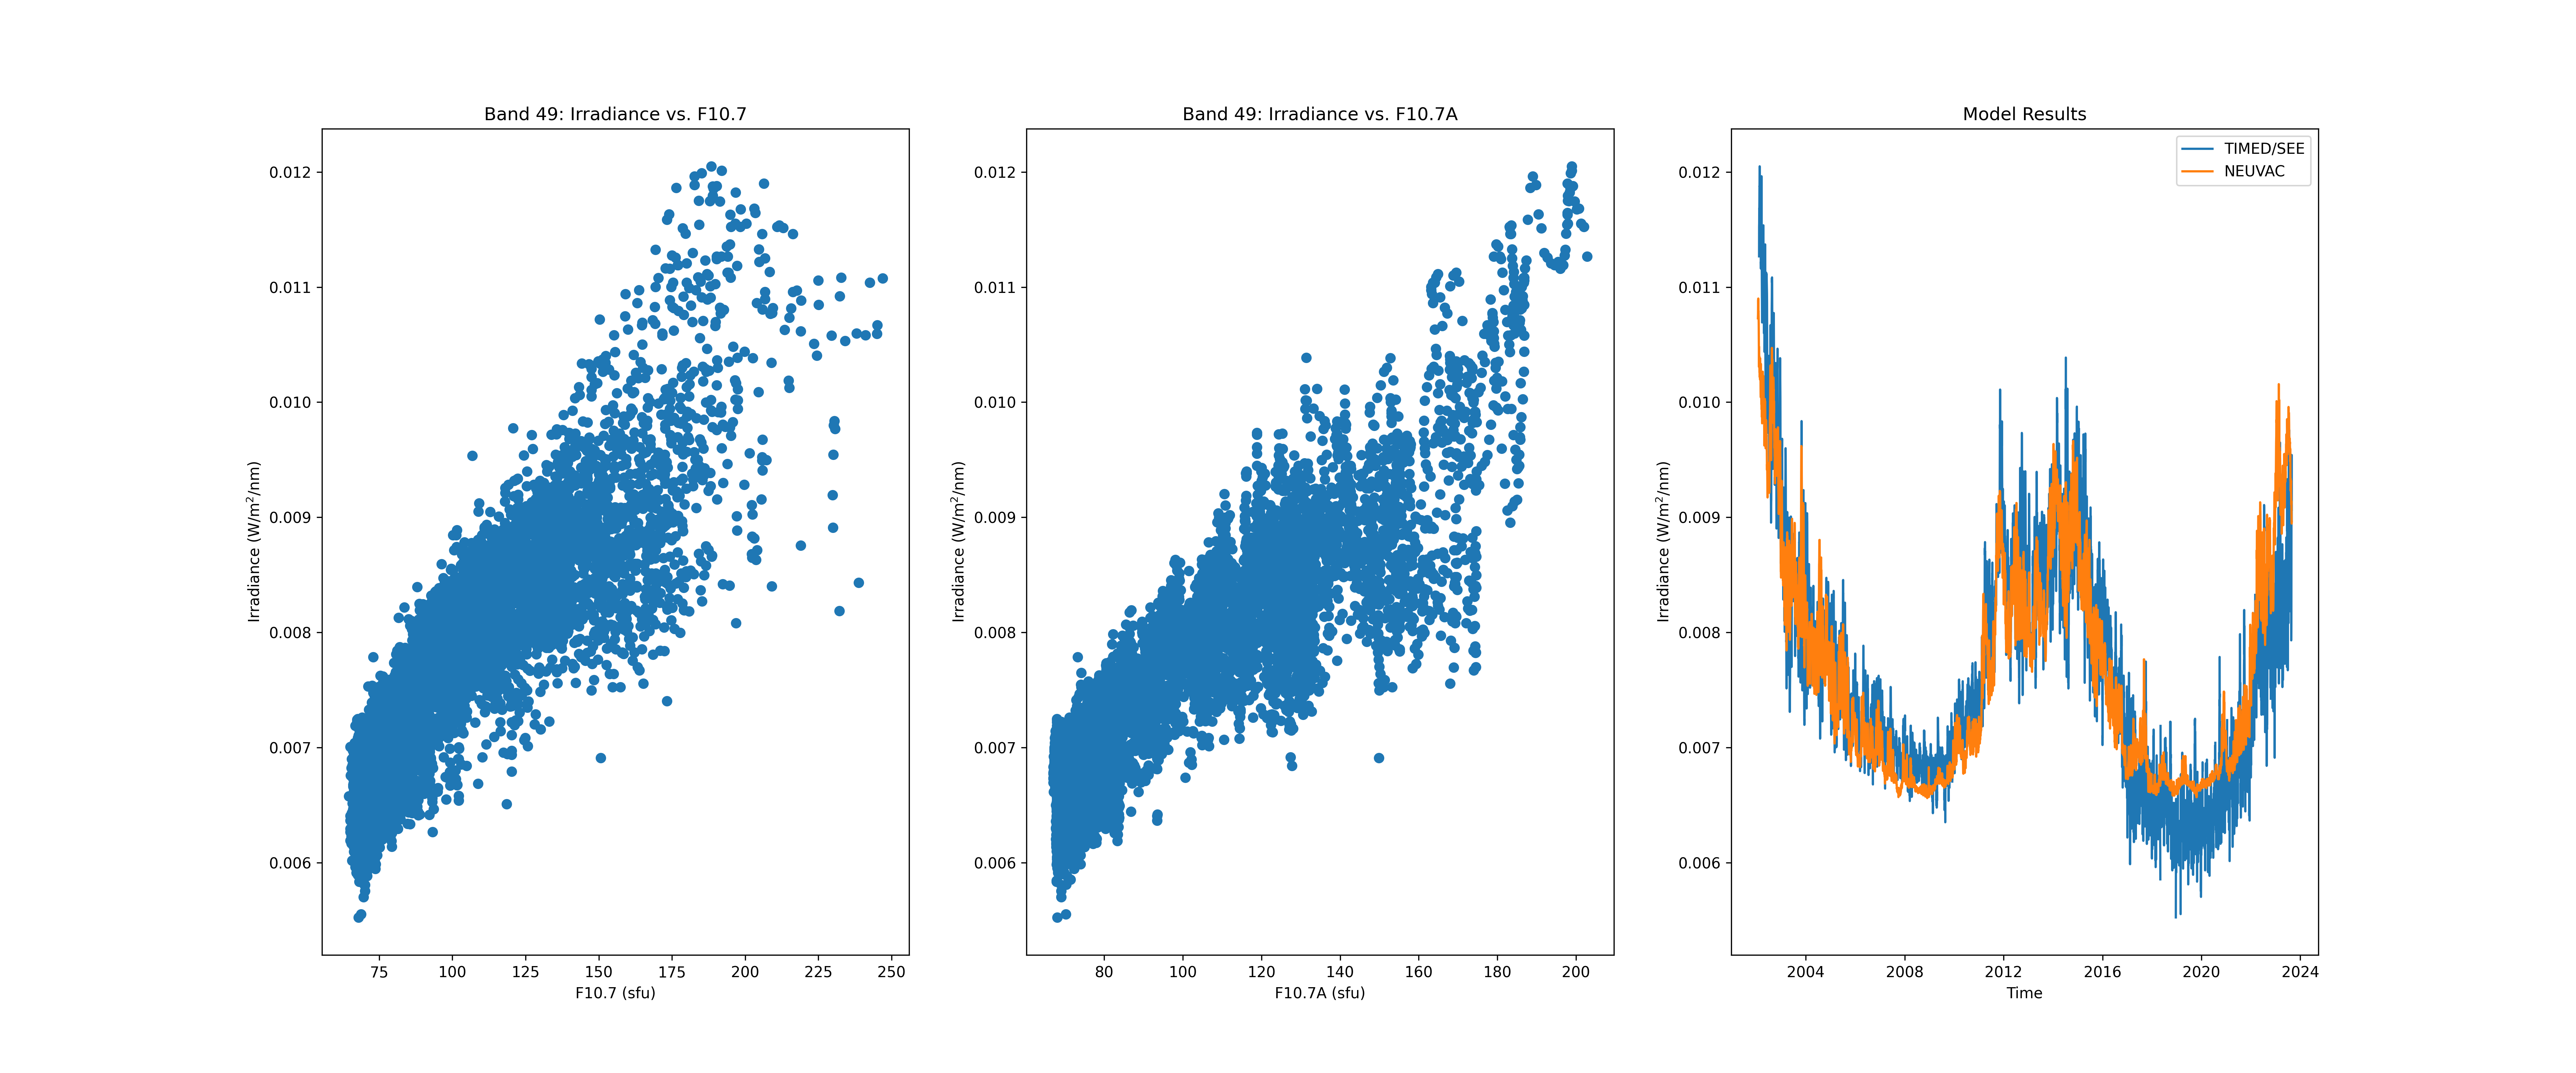 Band 49: Irradiance vs. F10.7
Irradiance (W/m²/nm)
0.012
0.011
0.010
0.009
0.008
0.007
0.006
75 100 125 150 175 200 225 250
F10.7 (sfu)
Band 49: Irradiance vs. F10.7A
Irradiance (W/m²/nm)
0.012
0.011
0.010
0.009
0.008
0.007
0.006
80 100 120 140 160 180 200
F10.7A (sfu)
Model Results
TIMED/SEE
NEUVAC
Irradiance (W/m²/nm)
0.012
0.011
0.010
0.009
0.008
0.007
0.006
2004 2008 2012 2016 2020 2024
Time